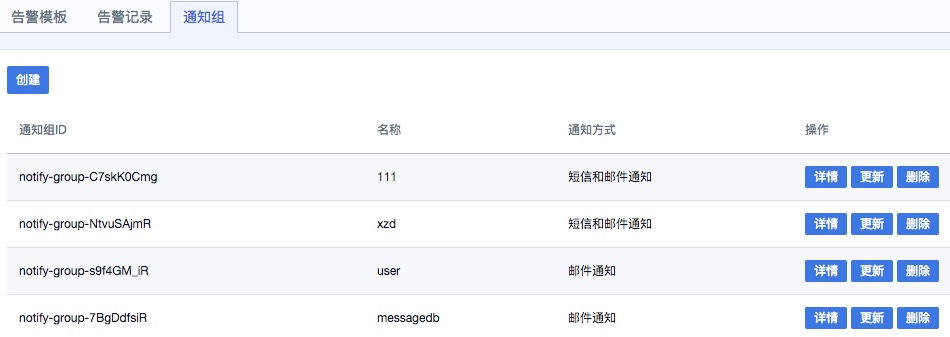 告警模板 告警记录 通知组
创建
通知组ID 名称 通知方式 操作
notify-group-C7skK0Cmg 111 短信和邮件通知 详情 更新 删除
notify-group-NtvuSAjmR xzd 短信和邮件通知 详情 更新 删除
notify-group-s9f4GM_iR user 邮件通知 详情 更新 删除
notify-group-7BgDdfsiR messagedb 邮件通知 详情 更新 删除